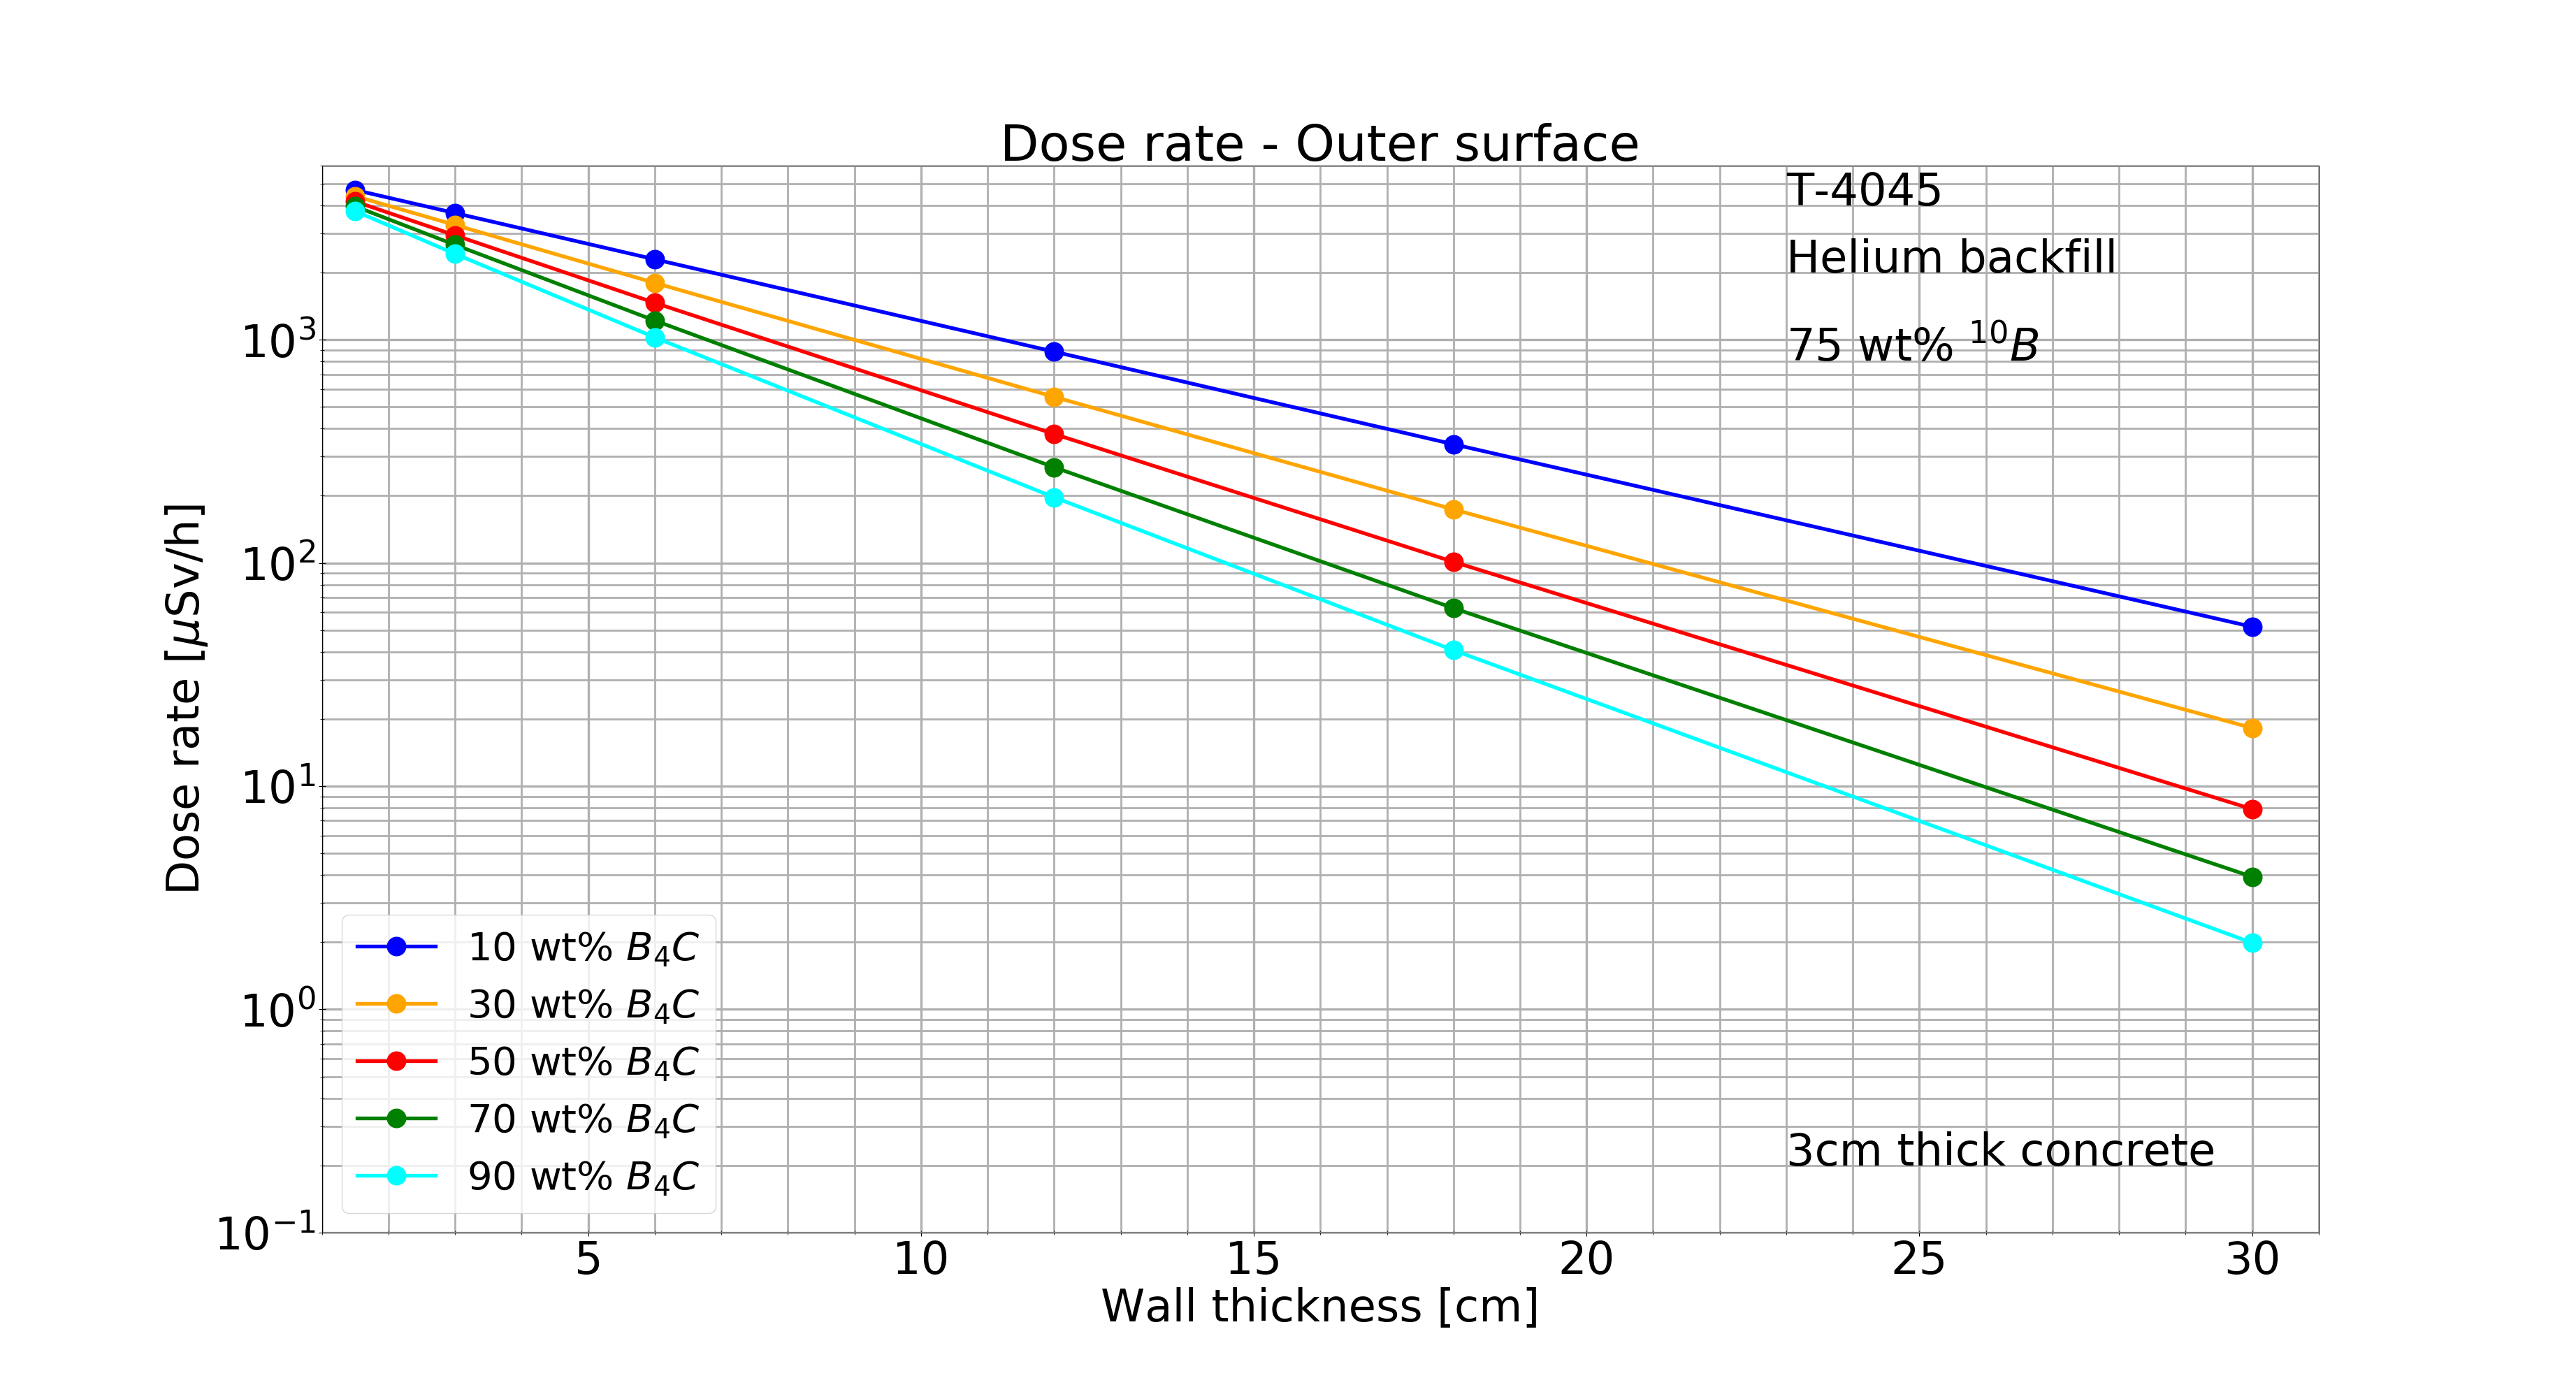 Dose rate - Outer surface
T-4045
Helium backfill
75 wt% ¹⁰B
Dose rate [μSv/h]
10³
10²
10¹
10⁰
10⁻¹
10 wt% B₄C
30 wt% B₄C
50 wt% B₄C
70 wt% B₄C
90 wt% B₄C
3cm thick concrete
5 10 15 20 25 30
Wall thickness [cm]